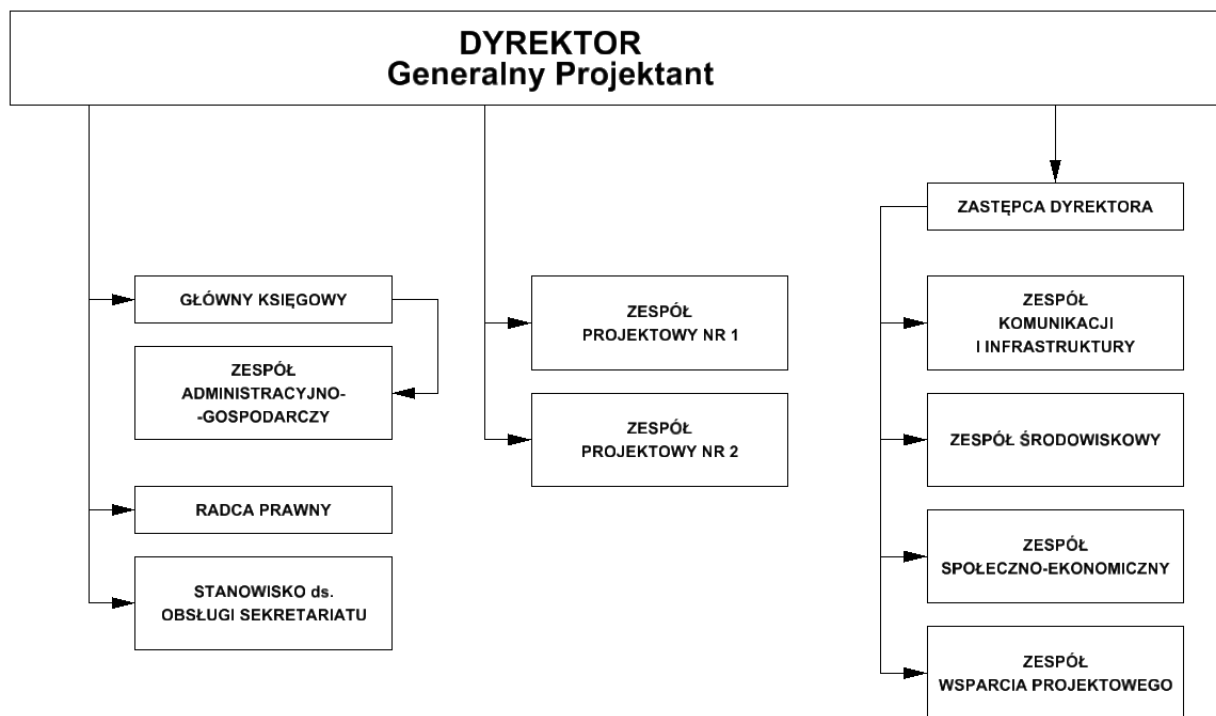 DYREKTOR
Generalny Projektant
GŁÓWNY KSIĘGOWY
ZESPÓŁ
ADMINISTRACYJNO-
-GOSPODARCZY
RADCA PRAWNY
STANOWISKO ds.
OBSŁUGI SEKRETARIATU
ZESPÓŁ
PROJEKTOWY NR 1
ZESPÓŁ
PROJEKTOWY NR 2
ZASTĘPCA DYREKTORA
ZESPÓŁ
KOMUNIKACJI
I INFRASTRUKTURY
ZESPÓŁ ŚRODOWISKOWY
ZESPÓŁ
SPOŁECZNO-EKONOMICZNY
ZESPÓŁ
WSPARCIA PROJEKTOWEGO